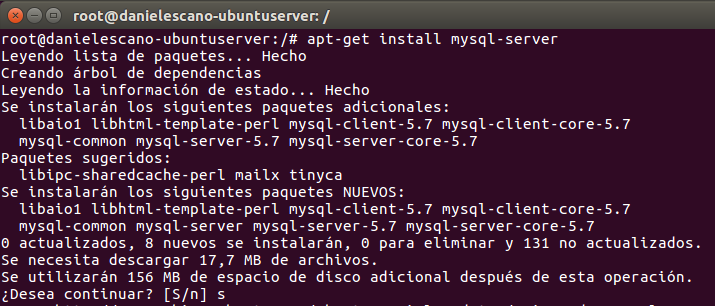 root@danielescano-ubuntuserver: /
root@danielescano-ubuntuserver:/# apt-get install mysql-server
Leyendo lista de paquetes... Hecho
Creando árbol de dependencias
Leyendo la información de estado... Hecho
Se instalarán los siguientes paquetes adicionales:
libaio1 libhtml-template-perl mysql-client-5.7 mysql-client-core-5.7
mysql-common mysql-server-5.7 mysql-server-core-5.7
Paquetes sugeridos:
libipc-sharedcache-perl mailx tinyca
Se instalarán los siguientes paquetes NUEVOS:
libaio1 libhtml-template-perl mysql-client-5.7 mysql-client-core-5.7
mysql-common mysql-server mysql-server-5.7 mysql-server-core-5.7
0 actualizados, 8 nuevos se instalarán, 0 para eliminar y 131 no actualizados.
Se necesita descargar 17,7 MB de archivos.
Se utilizarán 156 MB de espacio de disco adicional después de esta operación.
¿Desea continuar? [S/n] s